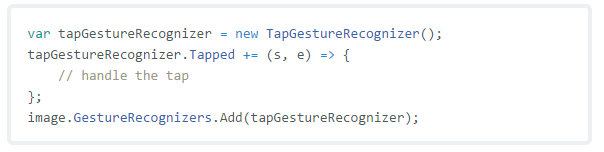 var tapGestureRecognizer = new TapGestureRecognizer();
tapGestureRecognizer.Tapped += (s, e) => {
    // handle the tap
};
image.GestureRecognizers.Add(tapGestureRecognizer);